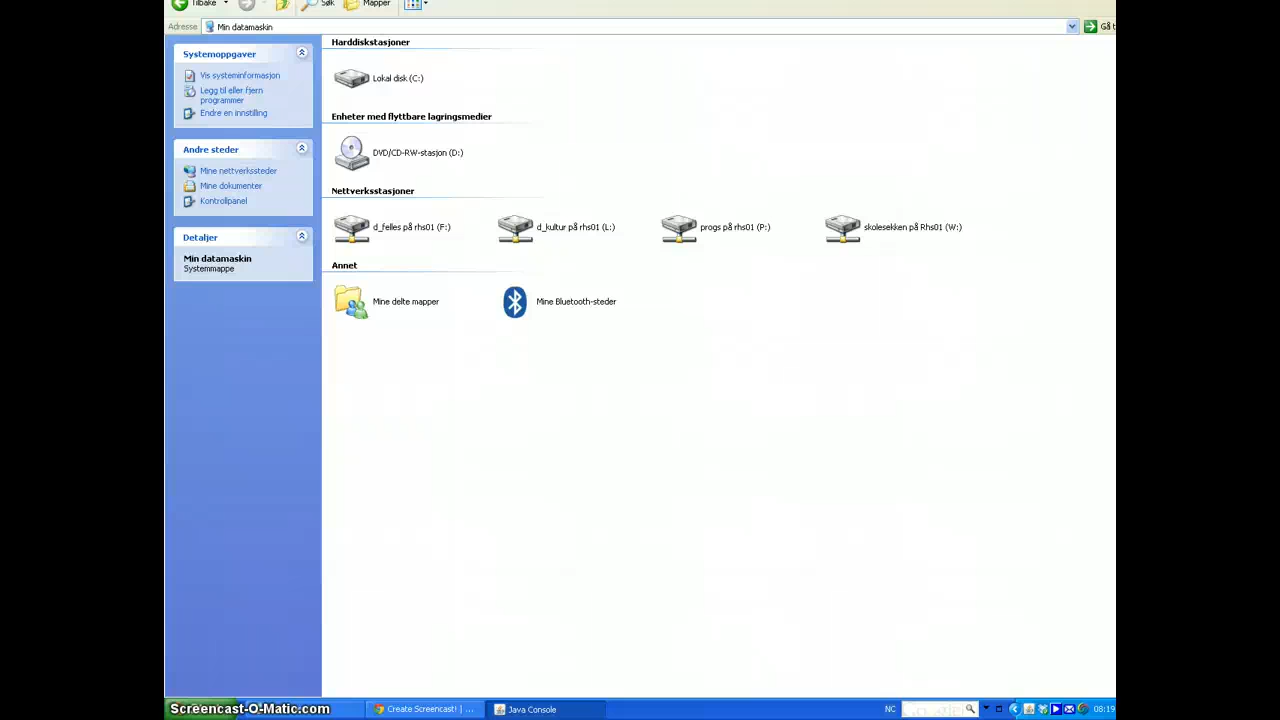 Tilbake Søk Mapper
Adresse Min datamaskin Gå t
Systemoppgaver
Vis systeminformasjon
Legg til eller fjern
programmer
Endre en innstilling
Andre steder
Mine nettverkssteder
Mine dokumenter
Kontrollpanel
Detaljer
Min datamaskin
Systemmappe
Harddiskstasjoner
Lokal disk (C:)
Enheter med flyttbare lagringsmedier
DVD/CD-RW-stasjon (D:)
Nettverksstasjoner
d_felles på rhs01 (F:) d_kultur på rhs01 (L:) progs på rhs01 (P:) skolesekken på Rhs01 (W:)
Annet
Mine delte mapper Mine Bluetooth-steder
Screencast-O-Matic.com Create Screencast! | ... Java Console NC 08:19